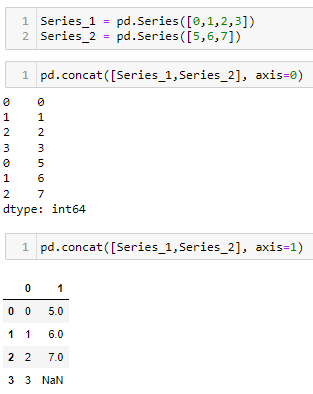 1 Series_1 = pd.Series([0,1,2,3])
2 Series_2 = pd.Series([5,6,7])
1 pd.concat([Series_1,Series_2], axis=0)
0    0
1    1
2    2
3    3
0    5
1    6
2    7
dtype: int64
1 pd.concat([Series_1,Series_2], axis=1)
0 1
0 0 5.0
1 1 6.0
2 2 7.0
3 3 NaN